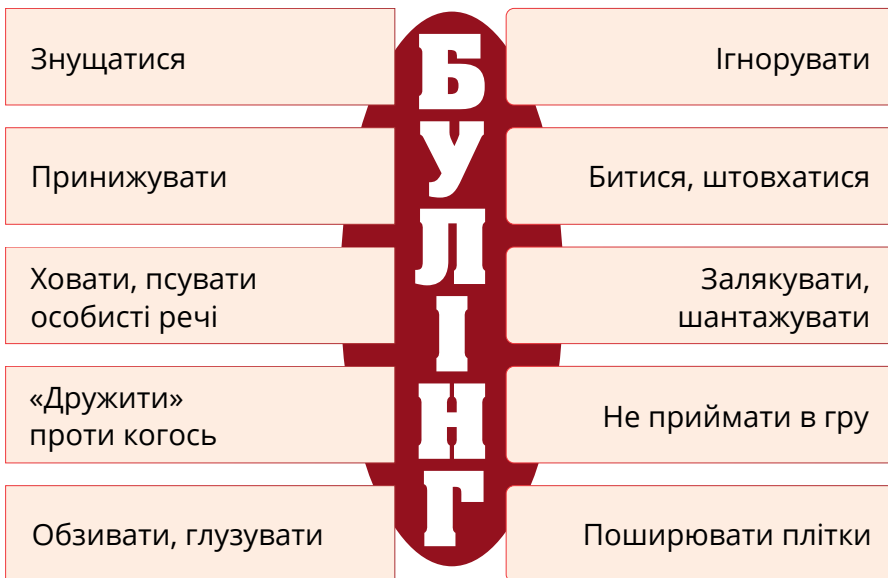 БУЛІНГ
Знущатися
Ігнорувати
Принижувати
Битися, штовхатися
Ховати, псувати
особисті речі
Залякувати,
шантажувати
«Дружити»
проти когось
Не приймати в гру
Обзивати, глузувати
Поширювати плітки